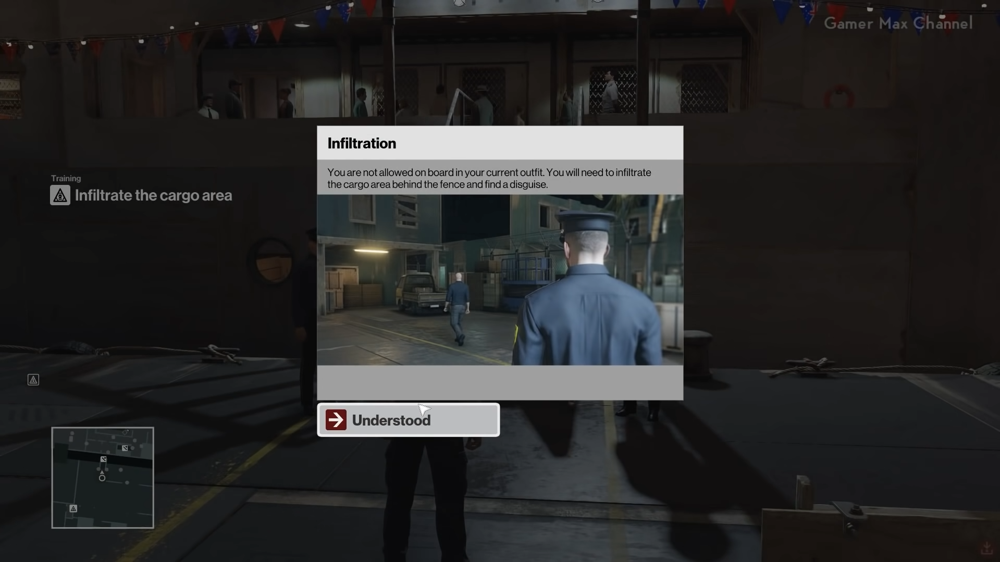 Gamer Max Channel
Infiltration
You are not allowed on board in your current outfit. You will need to infiltrate
the cargo area behind the fence and find a disguise.
Training
Infiltrate the cargo area
Understood